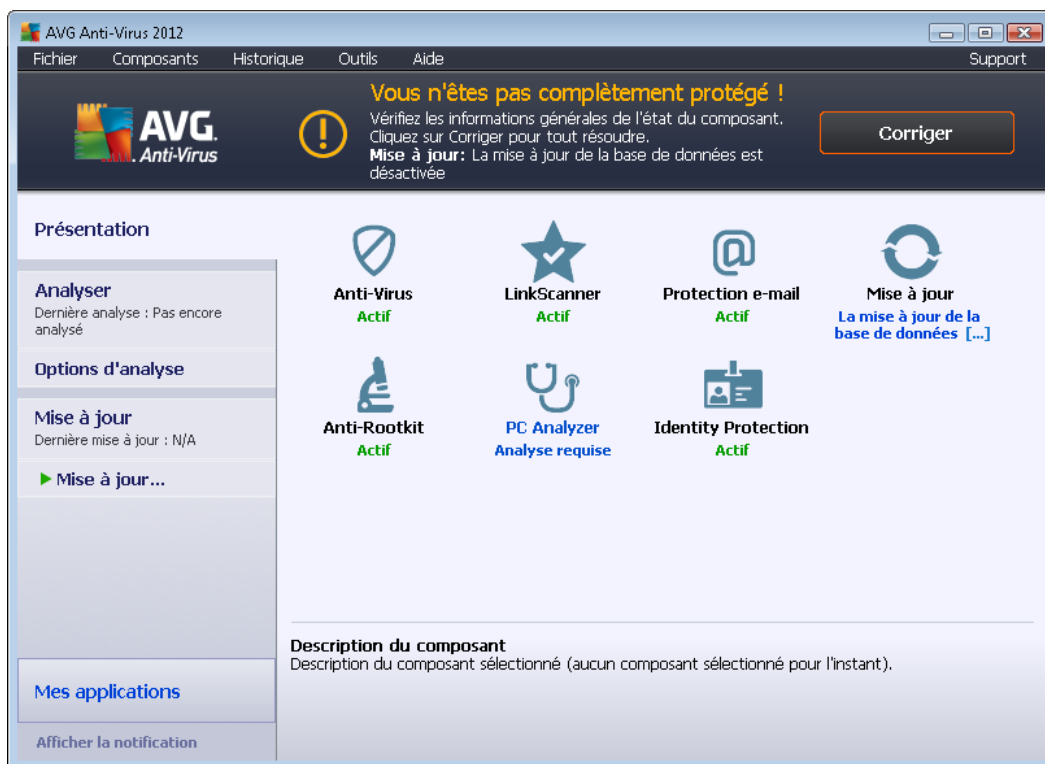 AVG Anti-Virus 2012
Fichier Composants Historique Outils Aide Support
AVG.
Anti-Virus
Vous n'êtes pas complètement protégé !
Vérifiez les informations générales de l'état du composant.
Cliquez sur Corriger pour tout résoudre.
Mise à jour: La mise à jour de la base de données est
désactivée
Corriger
Présentation
Analyser
Dernière analyse : Pas encore
analysé
Options d'analyse
Mise à jour
Dernière mise à jour : N/A
Mise à jour...
Mes applications
Afficher la notification
Anti-Virus
Actif
LinkScanner
Actif
Protection e-mail
Actif
Mise à jour
La mise à jour de la
base de données [...]
Anti-Rootkit
Actif
PC Analyzer
Analyse requise
Identity Protection
Actif
Description du composant
Description du composant sélectionné (aucun composant sélectionné pour l'instant).